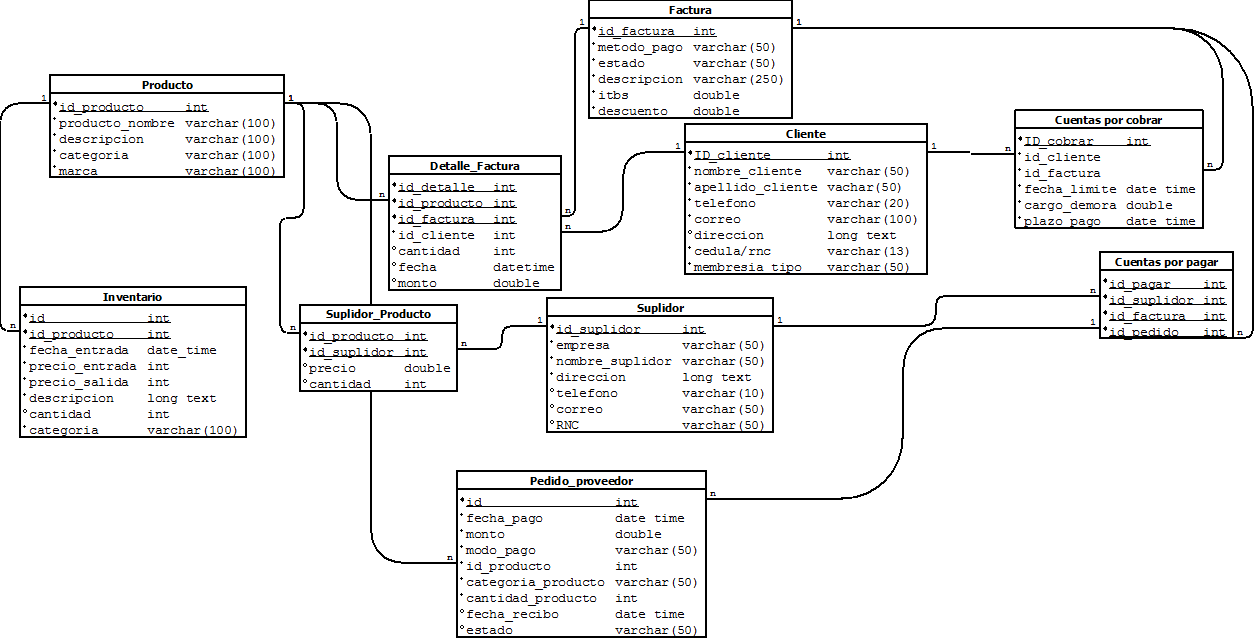 Factura
id_factura int
metodo_pago varchar(50)
estado varchar(50)
descripcion varchar(250)
itbs double
descuento double
1
1
Producto
id_producto int
producto_nombre varchar(100)
descripcion varchar(100)
categoria varchar(100)
marca varchar(100)
1
1
Detalle_Factura
id_detalle int
id_producto int
id_factura int
id_cliente int
cantidad int
fecha datetime
monto double
n
n
n
Cliente
ID_cliente int
nombre_cliente varchar(50)
apellido_cliente vachar(50)
telefono varchar(20)
correo varchar(100)
direccion long text
cedula/rnc varchar(13)
membresia_tipo varchar(50)
1
1
Cuentas por cobrar
ID_cobrar int
id_cliente
id_factura
fecha_limite date time
cargo_demora double
plazo_pago date time
n
n
Cuentas por pagar
id_pagar int
id_suplidor int
id_factura int
id_pedido int
n
1
n
Inventario
id int
id_producto int
fecha_entrada date_time
precio_entrada int
precio_salida int
descripcion long text
cantidad int
categoria varchar(100)
n
Suplidor_Producto
id_producto int
id_suplidor int
precio double
cantidad int
n
n
Suplidor
id_suplidor int
empresa varchar(50)
nombre_suplidor varchar(50)
direccion long text
telefono varchar(10)
correo varchar(50)
RNC varchar(50)
1
1
Pedido_proveedor
id int
fecha_pago date time
monto double
modo_pago varchar(50)
id_producto int
categoria_producto varchar(50)
cantidad_producto int
fecha_recibo date time
estado varchar(50)
n
n